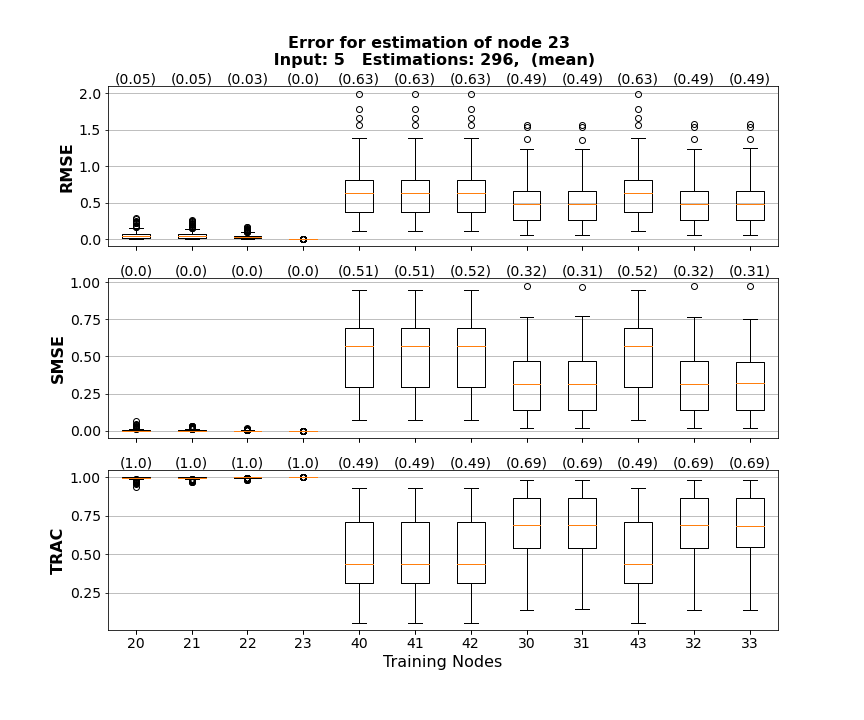 Error for estimation of node 23
Input: 5   Estimations: 296,  (mean)
(0.05) (0.05) (0.03) (0.0) (0.63) (0.63) (0.63) (0.49) (0.49) (0.63) (0.49) (0.49)
2.0
1.5
1.0
0.5
0.0
RMSE
(0.0) (0.0) (0.0) (0.0) (0.51) (0.51) (0.52) (0.32) (0.31) (0.52) (0.32) (0.31)
1.00
0.75
0.50
0.25
0.00
SMSE
(1.0) (1.0) (1.0) (1.0) (0.49) (0.49) (0.49) (0.69) (0.69) (0.49) (0.69) (0.69)
1.00
0.75
0.50
0.25
TRAC
20 21 22 23 40 41 42 30 31 43 32 33
Training Nodes